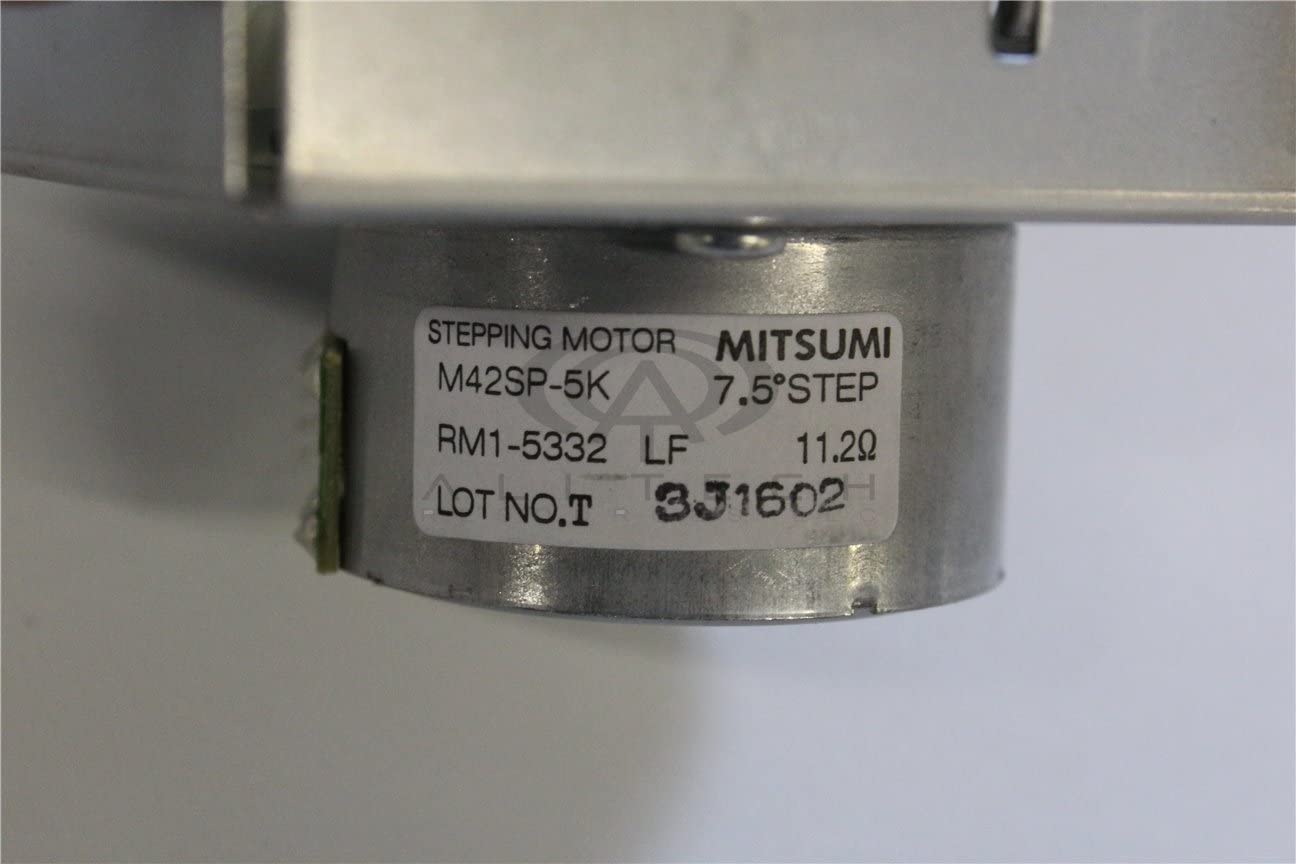 STEPPING MOTOR MITSUMI
M42SP-5K 7.5°STEP
RM1-5332 LF 11.2Ω
LOT NO.T 3J1602